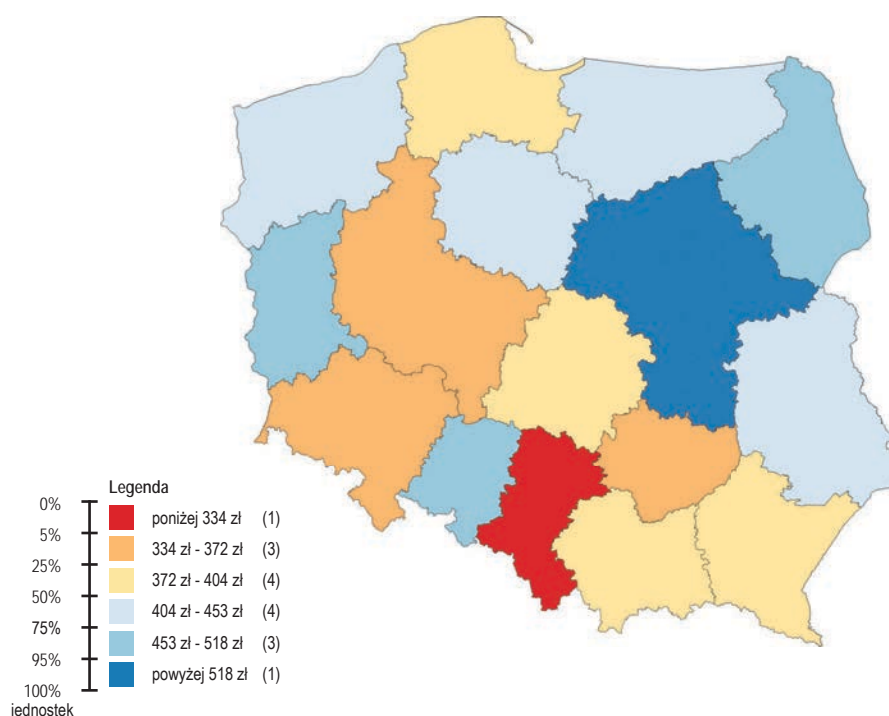 Legenda
0%
poniżej 334 zł (1)
5%
334 zł - 372 zł (3)
25%
372 zł - 404 zł (4)
50%
404 zł - 453 zł (4)
75%
453 zł - 518 zł (3)
95%
powyżej 518 zł (1)
100%
jednostek